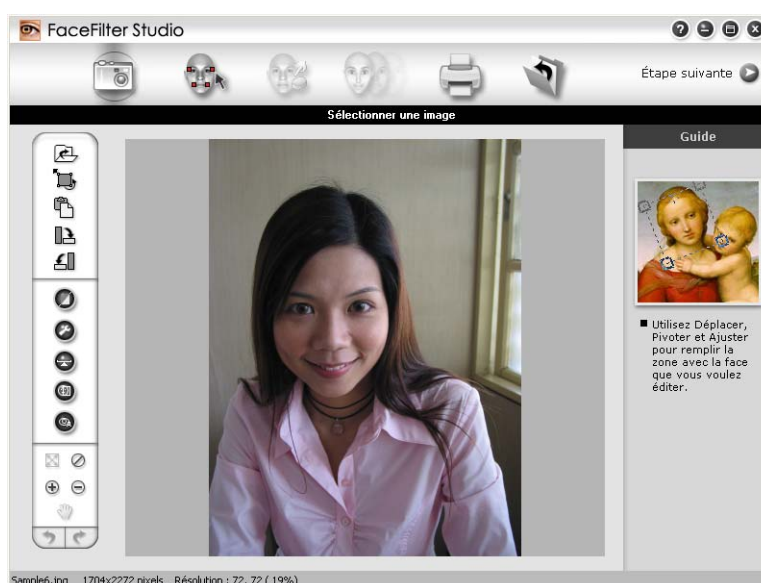 FaceFilter Studio
Étape suivante
Sélectionner une image
Guide
Utilisez Déplacer,
Pivoter et Ajuster
pour remplir la
zone avec la face
que vous voulez
éditer.
Sample6.jpg 1704x2272 pixels Résolution : 72, 72 ( 19%)